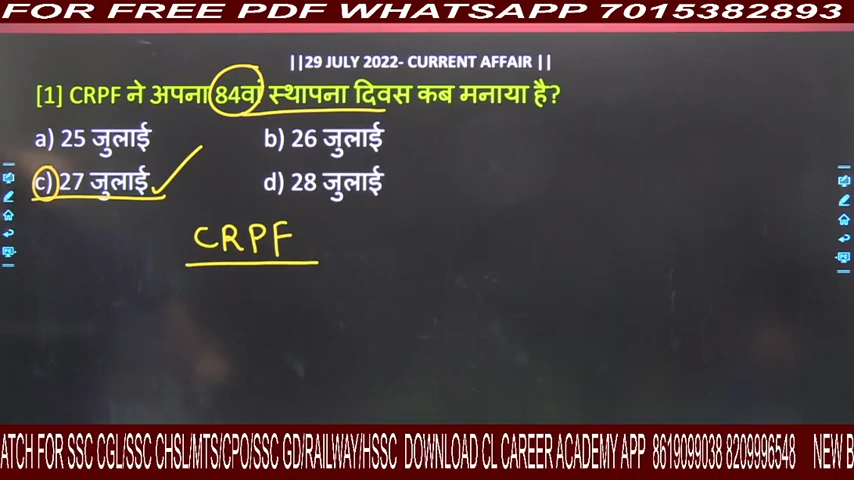 FOR FREE PDF WHATSAPP 7015382893
||29 JULY 2022- CURRENT AFFAIR ||
[1] CRPF ने अपना 84वां स्थापना दिवस कब मनाया है?
a) 25 जुलाई b) 26 जुलाई
c) 27 जुलाई d) 28 जुलाई
CRPF
ATCH FOR SSC CGL/SSC CHSL/MTS/CPO/SSC GD/RAILWAY/HSSC DOWNLOAD CL CAREER ACADEMY APP 8619099038 8209996548 NEW B